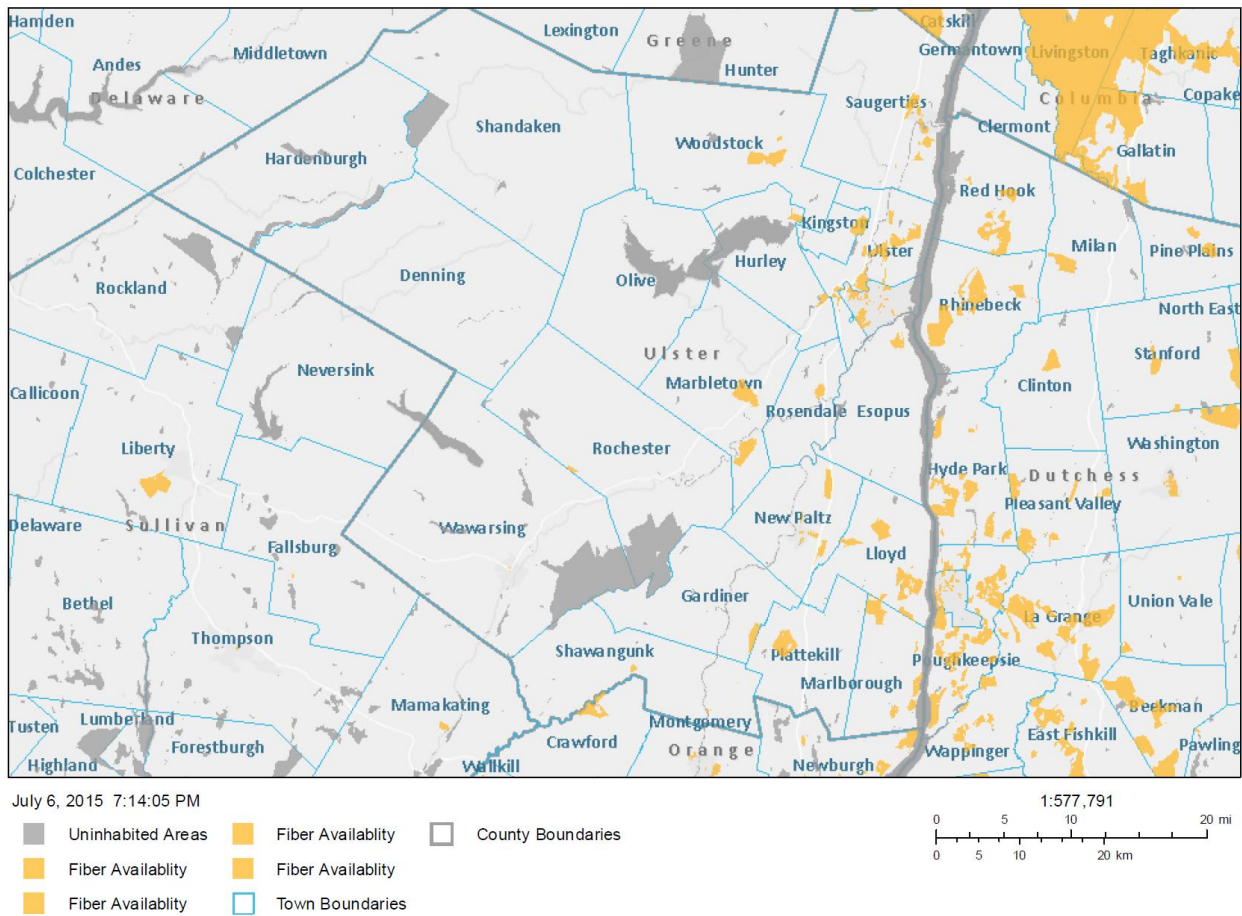 Hamden
Lexington
Catskill
Greene
Germantown
Livingston
Taghkanic
Middletown
Andes
Hunter
Delaware
Saugerties
Columbia
Copake
Shandaken
Clermont
Woodstock
Gallatin
Hardenburgh
Colchester
Red Hook
Kingston
Ulster
Milan
Pine Plains
Hurley
Denning
Olive
Rockland
Rhinebeck
North East
Ulster
Stanford
Neversink
Marbletown
Clinton
Callicoon
Rosendale
Esopus
Liberty
Rochester
Washington
Hyde Park
Dutchess
Pleasant Valley
Delaware
Sullivan
Wawarsing
New Paltz
Fallsburg
Lloyd
Bethel
Gardiner
Union Vale
La Grange
Thompson
Shawangunk
Plattekill
Poughkeepsie
Marlborough
Mamakating
Beekman
Tusten
Lumberland
Montgomery
East Fishkill
Forestburgh
Crawford
Orange
Wappinger
Pawling
Highland
Wallkill
Newburgh
July 6, 2015 7:14:05 PM
Uninhabited Areas
Fiber Availablity
County Boundaries
Fiber Availablity
Fiber Availablity
Fiber Availablity
Town Boundaries
1:577,791
0 5 10 20 mi
0 5 10 20 km